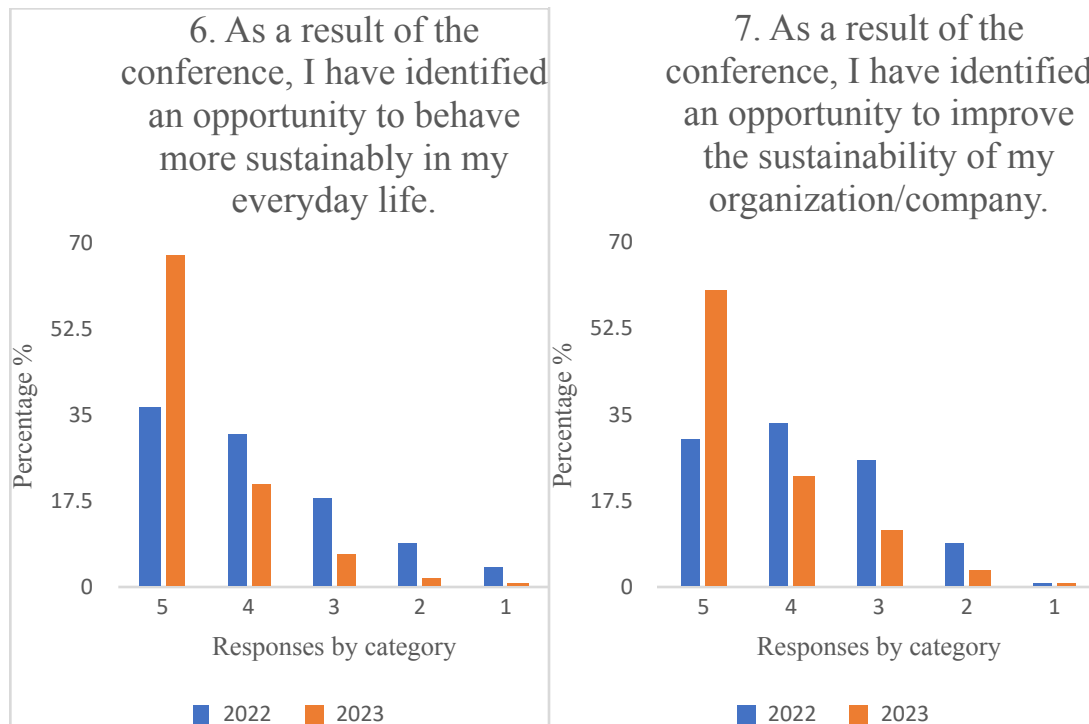 6. As a result of the
conference, I have identified
an opportunity to behave
more sustainably in my
everyday life.
70
52.5
35
17.5
0
Percentage %
5 4 3 2 1
Responses by category
2022 2023
7. As a result of the
conference, I have identified
an opportunity to improve
the sustainability of my
organization/company.
70
52.5
35
17.5
0
Percentage %
5 4 3 2 1
Responses by category
2022 2023